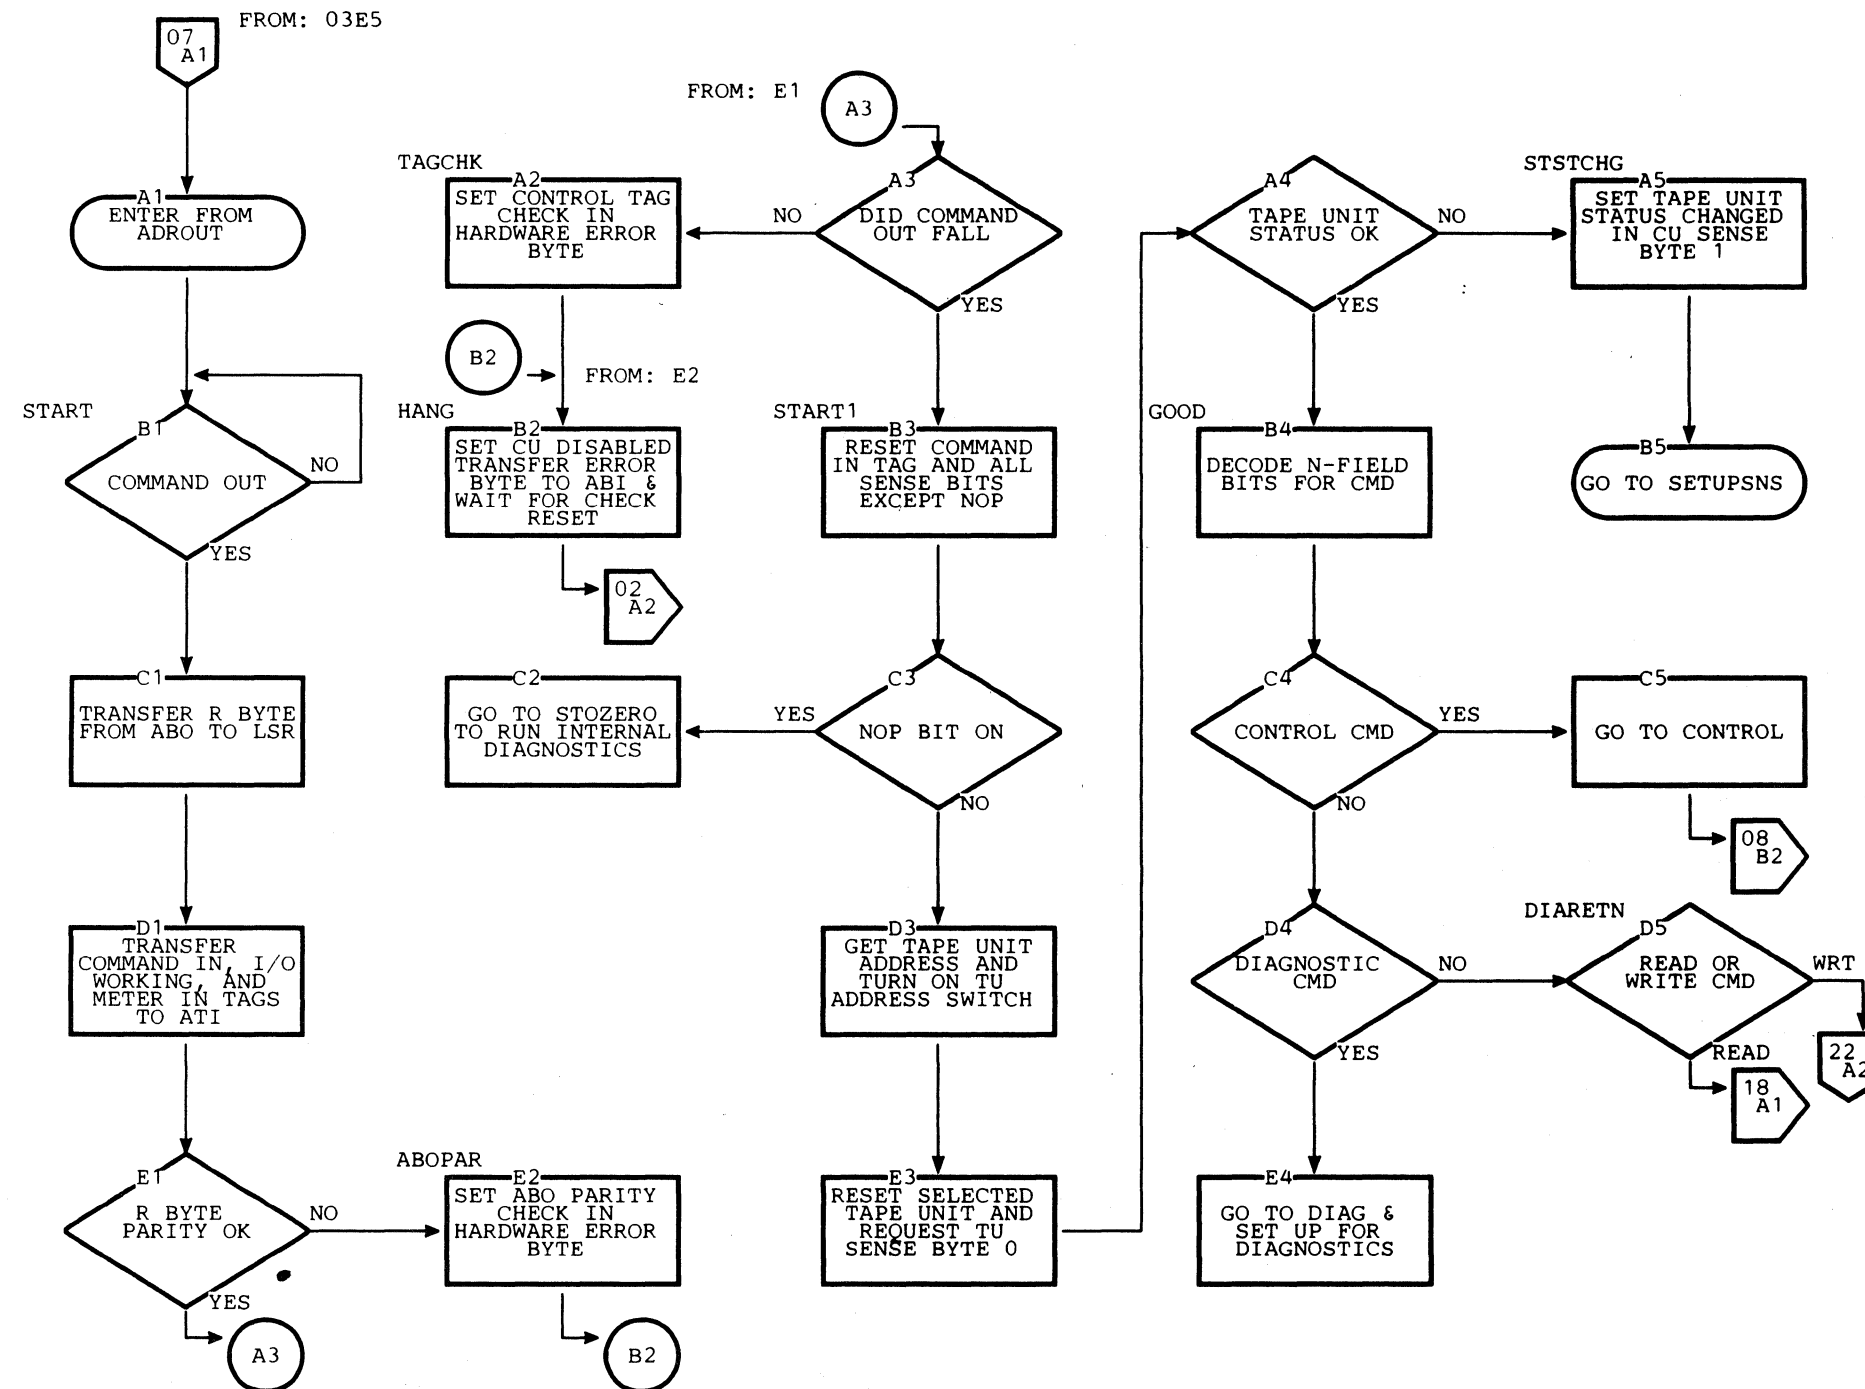 07
A1
FROM: 03E5
A1
ENTER FROM
ADROUT
START
B1
COMMAND OUT
NO
YES
C1
TRANSFER R BYTE
FROM ABO TO LSR
D1
TRANSFER
COMMAND IN, I/O
WORKING, AND
METER IN TAGS
TO ATI
E1
R BYTE
PARITY OK
NO
YES
A3
TAGCHK
A2
SET CONTROL TAG
CHECK IN
HARDWARE ERROR
BYTE
B2
FROM: E2
HANG
B2
SET CU DISABLED
TRANSFER ERROR
BYTE TO ABI &
WAIT FOR CHECK
RESET
02
A2
C2
GO TO STOZERO
TO RUN INTERNAL
DIAGNOSTICS
ABOPAR
E2
SET ABO PARITY
CHECK IN
HARDWARE ERROR
BYTE
B2
FROM: E1
A3
A3
DID COMMAND
OUT FALL
NO
YES
START1
B3
RESET COMMAND
IN TAG AND ALL
SENSE BITS
EXCEPT NOP
C3
NOP BIT ON
YES
NO
D3
GET TAPE UNIT
ADDRESS AND
TURN ON TU
ADDRESS SWITCH
E3
RESET SELECTED
TAPE UNIT AND
REQUEST TU
SENSE BYTE 0
A4
TAPE UNIT
STATUS OK
NO
YES
GOOD
B4
DECODE N-FIELD
BITS FOR CMD
C4
CONTROL CMD
YES
NO
D4
DIAGNOSTIC
CMD
NO
YES
E4
GO TO DIAG &
SET UP FOR
DIAGNOSTICS
STSTCHG
A5
SET TAPE UNIT
STATUS CHANGED
IN CU SENSE
BYTE 1
B5
GO TO SETUPSNS
C5
GO TO CONTROL
08
B2
DIARETN
D5
READ OR
WRITE CMD
WRT
READ
22
A2
18
A1